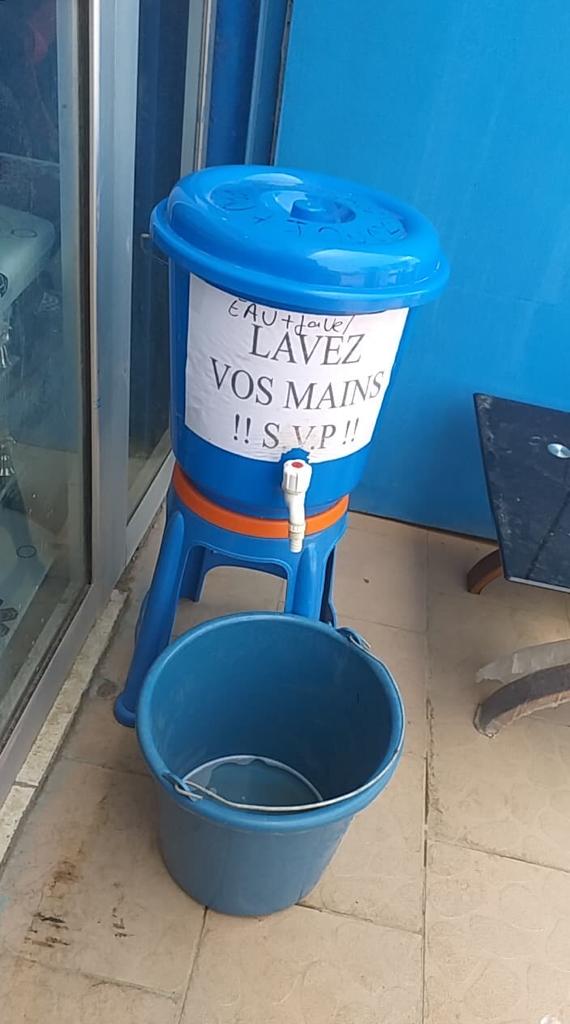 EAU + Javel
LAVEZ
VOS MAINS
!! S.V.P !!